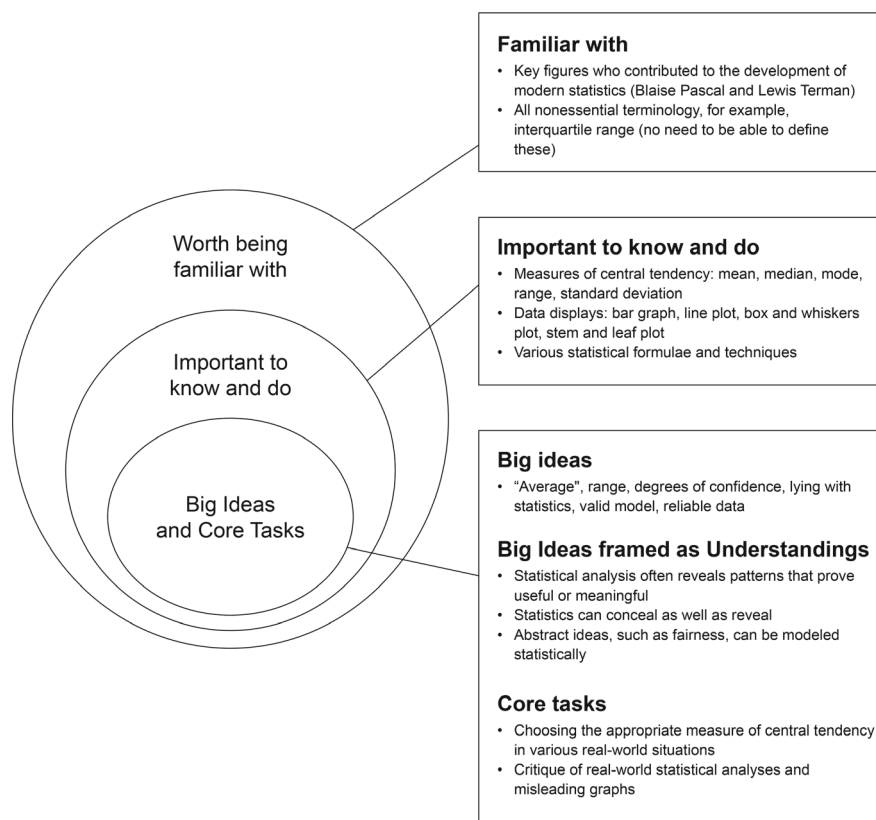 Familiar with
• Key figures who contributed to the development of
modern statistics (Blaise Pascal and Lewis Terman)
• All nonessential terminology, for example,
interquartile range (no need to be able to define
these)
Worth being
familiar with
Important to know and do
• Measures of central tendency: mean, median, mode,
range, standard deviation
• Data displays: bar graph, line plot, box and whiskers
plot, stem and leaf plot
• Various statistical formulae and techniques
Important to
know and do
Big Ideas
and Core Tasks
Big ideas
• “Average", range, degrees of confidence, lying with
statistics, valid model, reliable data
Big Ideas framed as Understandings
• Statistical analysis often reveals patterns that prove
useful or meaningful
• Statistics can conceal as well as reveal
• Abstract ideas, such as fairness, can be modeled
statistically
Core tasks
• Choosing the appropriate measure of central tendency
in various real-world situations
• Critique of real-world statistical analyses and
misleading graphs